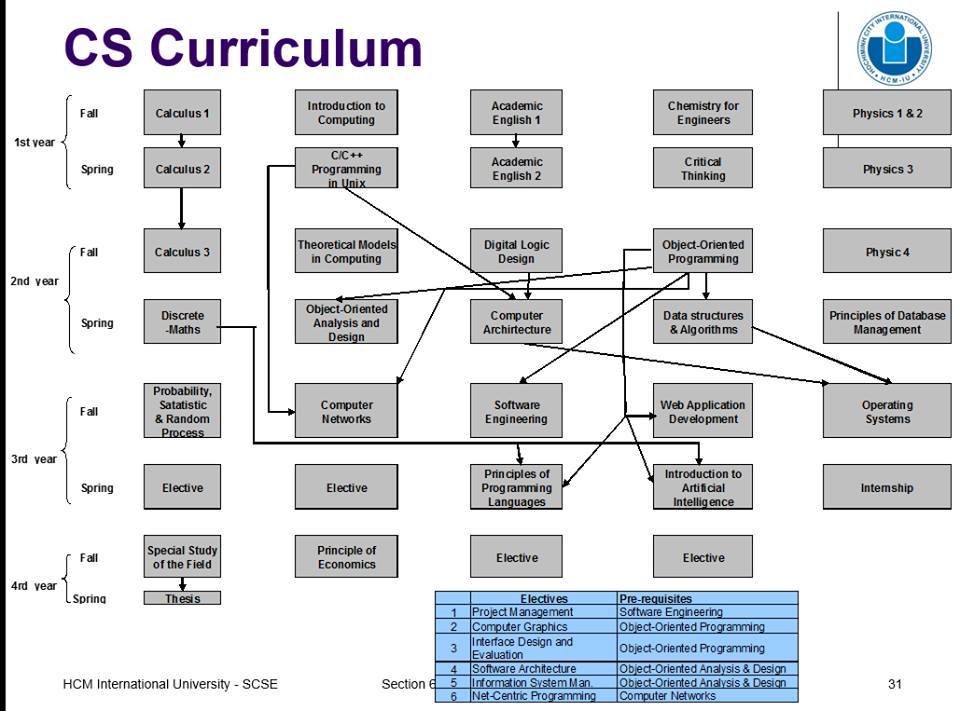 CS Curriculum
HOCHIMINH CITY INTERNATIONAL UNIVERSITY
• HCM-IU •
1st year
Fall
Calculus 1
Introduction to
Computing
Academic
English 1
Chemistry for
Engineers
Physics 1 & 2
Spring
Calculus 2
C/C++
Programming
in Unix
Academic
English 2
Critical
Thinking
Physics 3
2nd year
Fall
Calculus 3
Theoretical Models
in Computing
Digital Logic
Design
Object-Oriented
Programming
Physic 4
Spring
Discrete
-Maths
Object-Oriented
Analysis and
Design
Computer
Archirtecture
Data structures
& Algorithms
Principles of Database
Management
3rd year
Fall
Probability,
Satatistic
& Random
Process
Computer
Networks
Software
Engineering
Web Application
Development
Operating
Systems
Spring
Elective
Elective
Principles of
Programming
Languages
Introduction to
Artificial
Intelligence
Internship
4rd year
Fall
Special Study
of the Field
Principle of
Economics
Elective
Elective
Spring
Thesis
Electives Pre-requisites
1 Project Management Software Engineering
2 Computer Graphics Object-Oriented Programming
3 Interface Design and
Evaluation Object-Oriented Programming
4 Software Architecture Object-Oriented Analysis & Design
5 Information System Man. Object-Oriented Analysis & Design
6 Net-Centric Programming Computer Networks
HCM International University - SCSE
Section 6
31